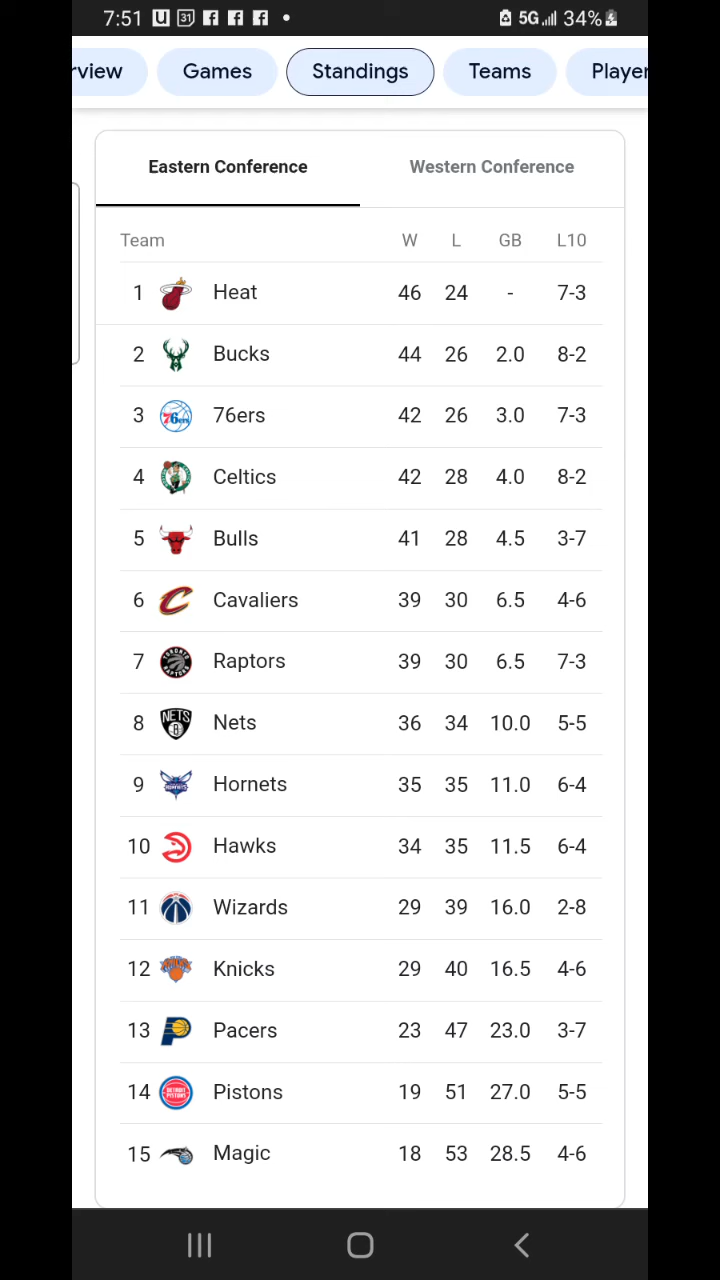 7:51 U 31 5G 34%
rview Games Standings Teams Player
Eastern Conference Western Conference
Team W L GB L10
1 Heat 46 24 - 7-3
2 Bucks 44 26 2.0 8-2
3 76ers 76ers 42 26 3.0 7-3
4 Celtics 42 28 4.0 8-2
5 Bulls 41 28 4.5 3-7
6 C Cavaliers 39 30 6.5 4-6
7 TORONTO RAPTORS Raptors 39 30 6.5 7-3
8 NETS B Nets 36 34 10.0 5-5
9 HORNETS Hornets 35 35 11.0 6-4
10 Hawks 34 35 11.5 6-4
11 Wizards 29 39 16.0 2-8
12 Knicks 29 40 16.5 4-6
13 Pacers 23 47 23.0 3-7
14 DETROIT PISTONS Pistons 19 51 27.0 5-5
15 Magic 18 53 28.5 4-6